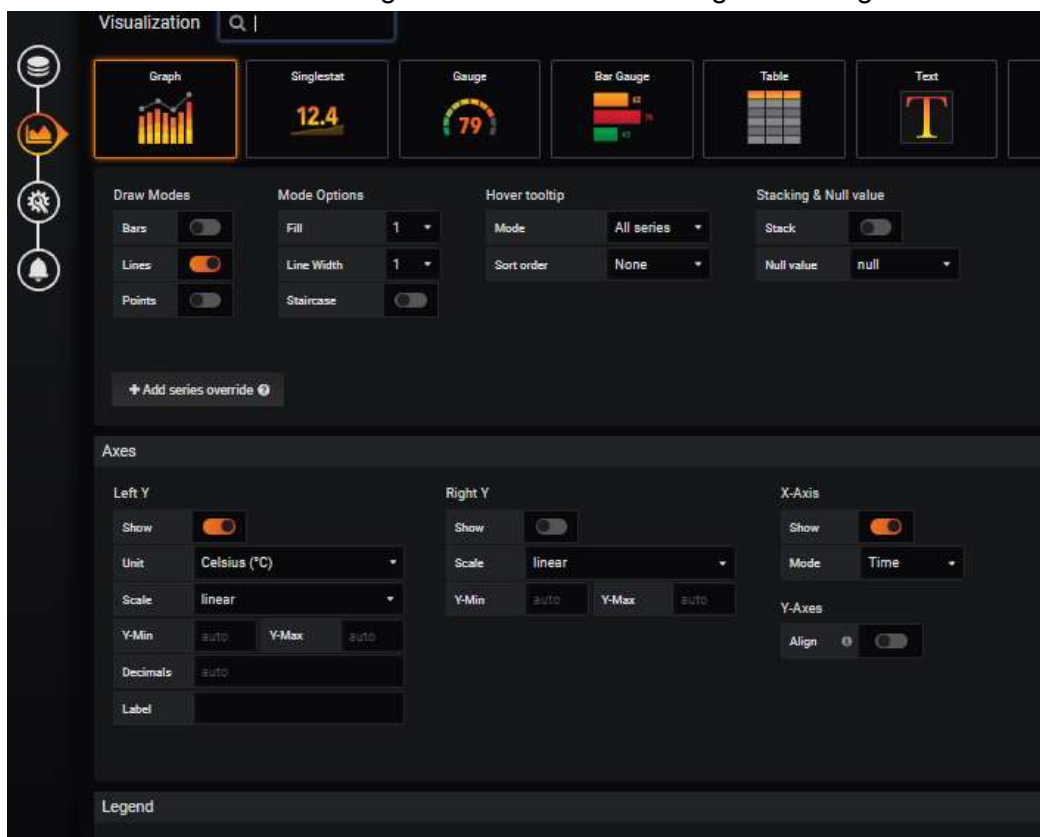 Visualization
Graph Singlestat Gauge Bar Gauge Table Text
12.4 79 62
T
Draw Modes Mode Options Hover tooltip Stacking & Null value
Bars Fill 1 Mode All series Stack
Lines Line Width 1 Sort order None Null value null
Points Staircase
+ Add series override
Axes
Left Y Right Y X-Axis
Show Show Show
Unit Celsius (°C) Scale linear Mode Time
Scale linear Y-Min auto Y-Max auto Y-Axes
Y-Min auto Y-Max auto Align
Decimals auto
Label
Legend